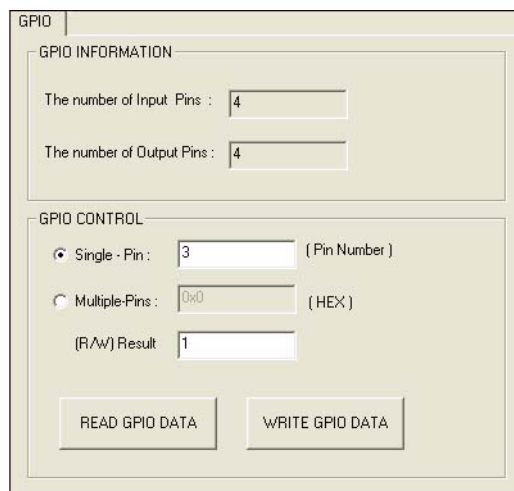 GPIO
GPIO INFORMATION
The number of Input Pins : 4
The number of Output Pins : 4
GPIO CONTROL
Single - Pin : 3 ( Pin Number )
Multiple-Pins : 0x0 ( HEX )
(R/W) Result 1
READ GPIO DATA WRITE GPIO DATA